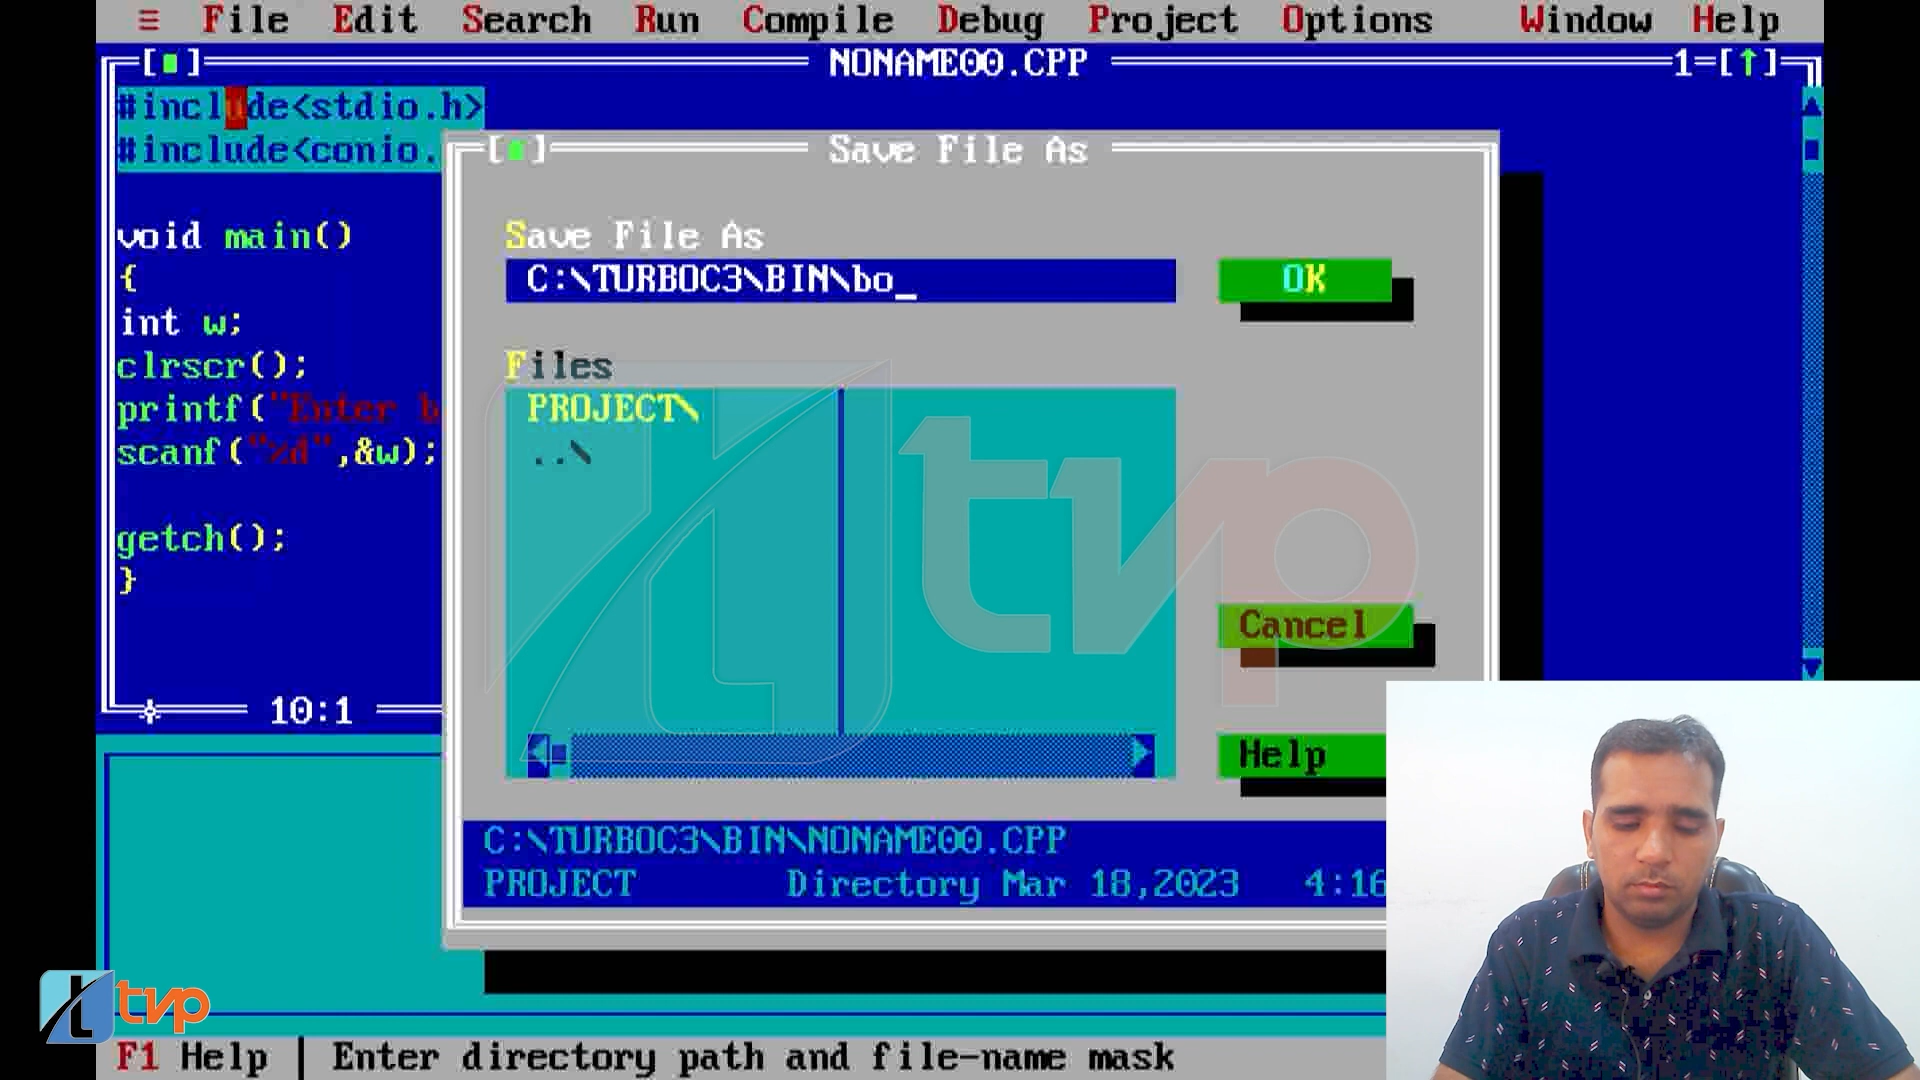 ≡ File Edit Search Run Compile Debug Project Options Window Help
[■] NONAME00.CPP 1=[↑]
#include<stdio.h>
#include<conio.
void main()
{
int w;
clrscr();
printf("Enter b
scanf("%d",&w);
getch();
}
10:1
[■] Save File As
Save File As
C:\TURBOC3\BIN\bo_
OK
Files
PROJECT\
..\
Cancel
Help
C:\TURBOC3\BIN\NONAME00.CPP
PROJECT Directory Mar 18,2023 4:16
tvp
tvp
F1 Help | Enter directory path and file-name mask